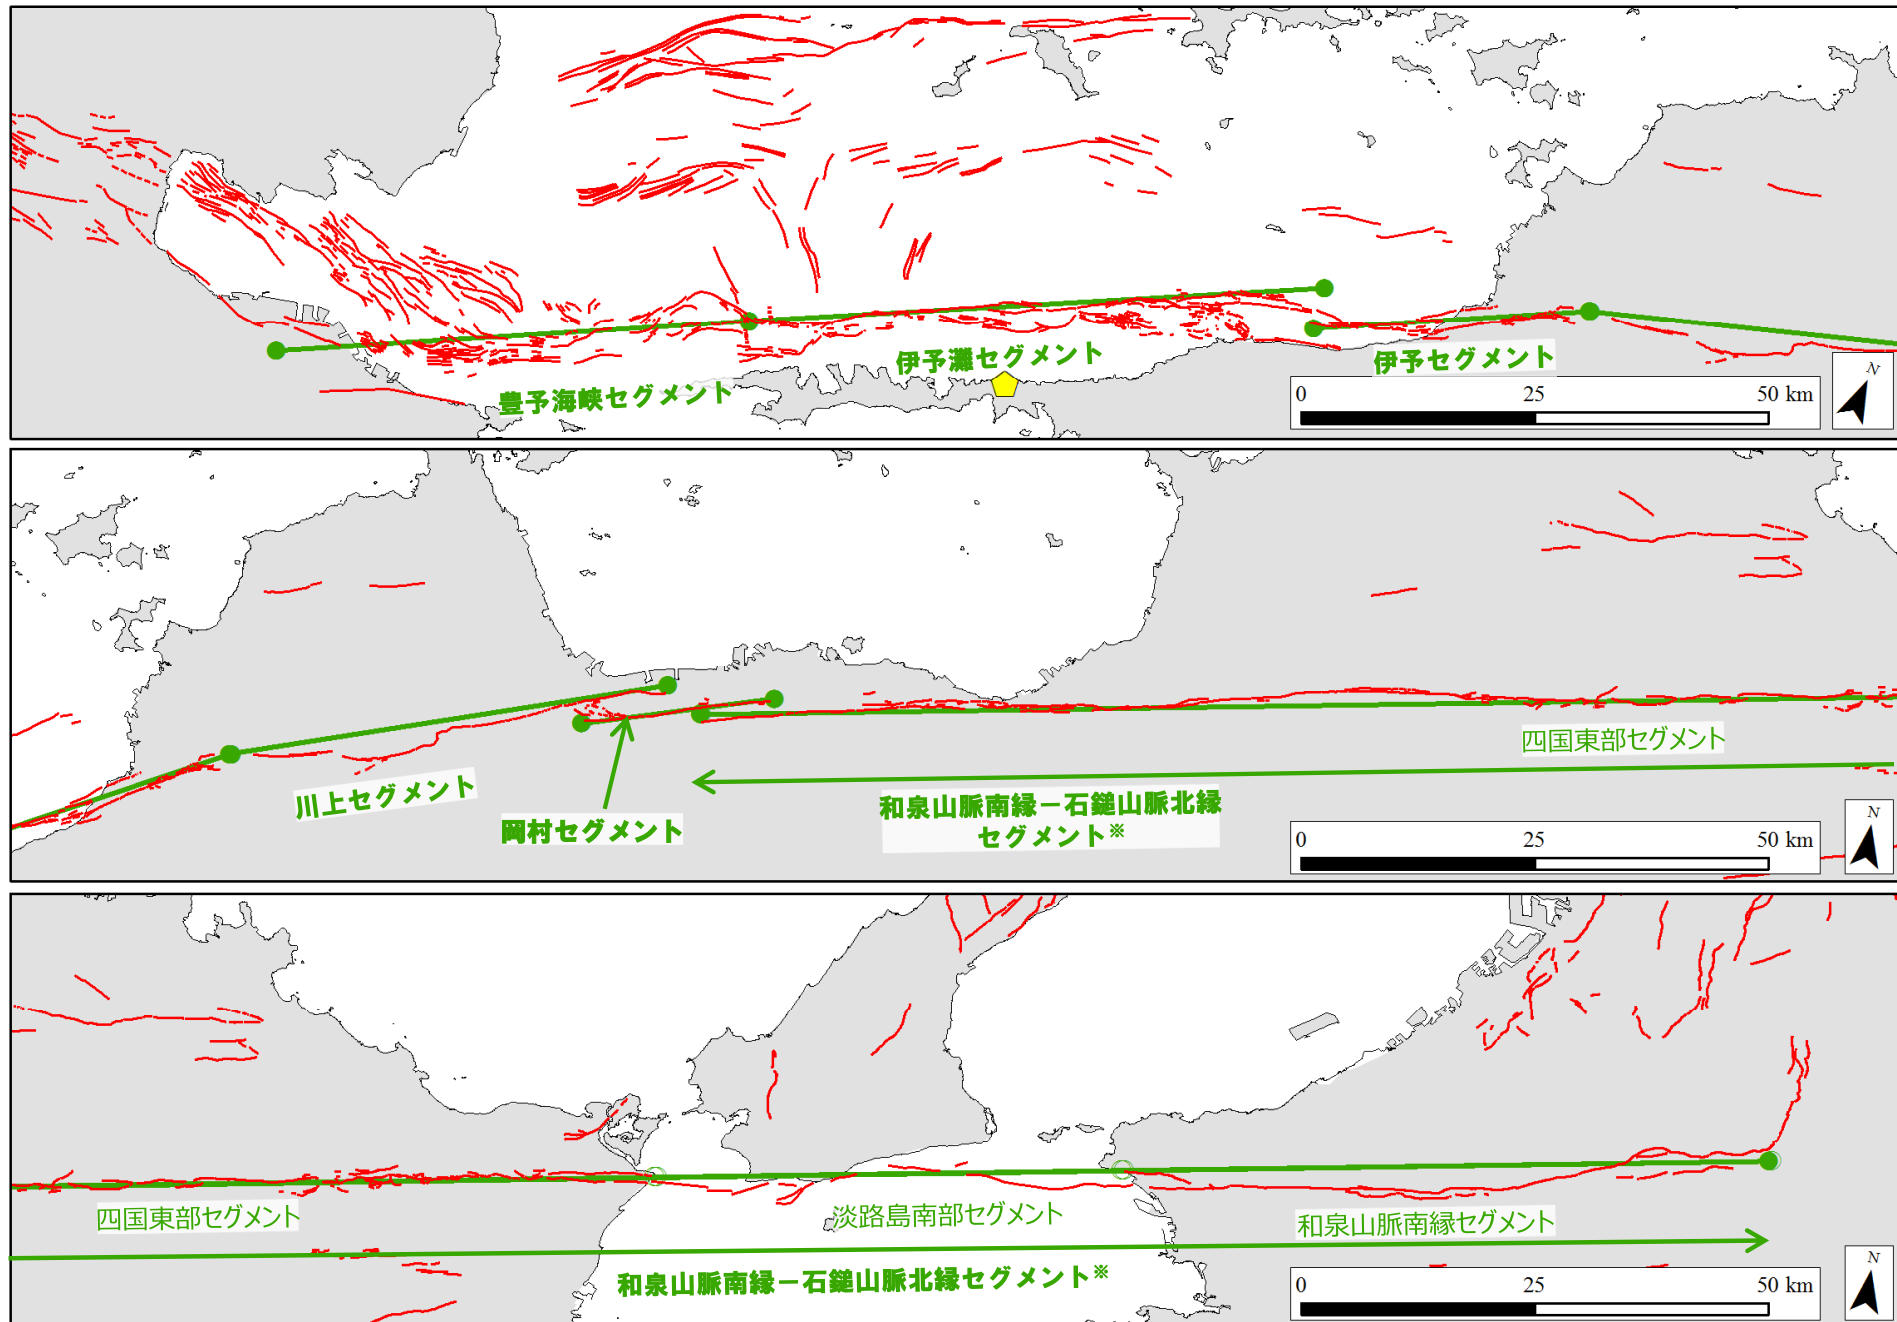 豊予海峡セグメント
伊予灘セグメント
伊予セグメント
N
0 25 50 km
川上セグメント
岡村セグメント
和泉山脈南縁－石鎚山脈北縁
セグメント※
四国東部セグメント
N
0 25 50 km
四国東部セグメント
淡路島南部セグメント
和泉山脈南縁セグメント
和泉山脈南縁－石鎚山脈北縁セグメント※
N
0 25 50 km